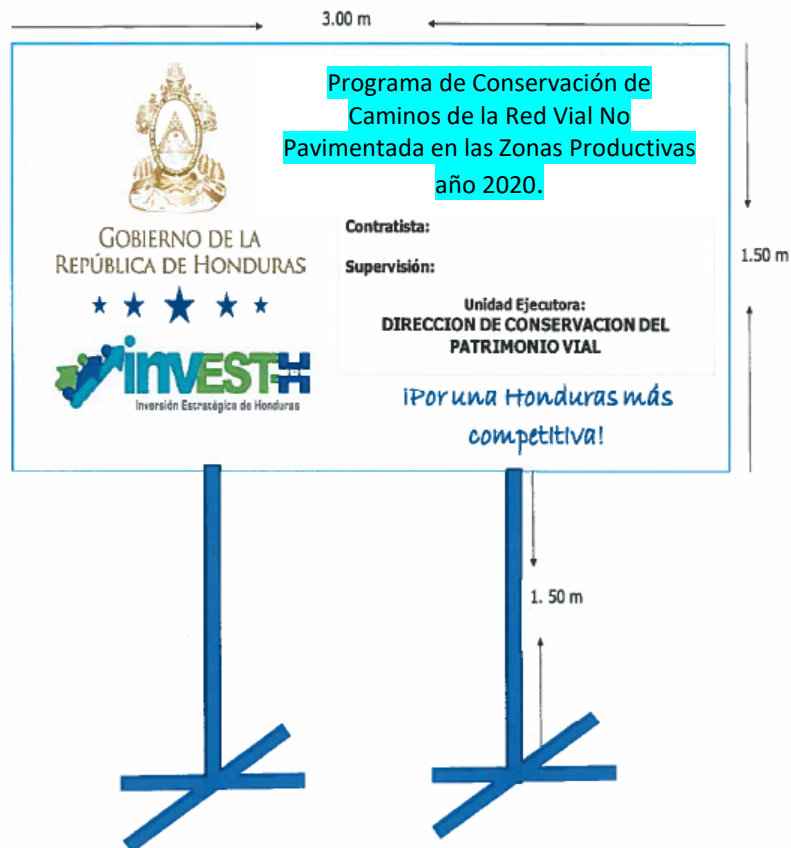 3.00 m
Programa de Conservación de
Caminos de la Red Vial No
Pavimentada en las Zonas Productivas
año 2020.
GOBIERNO DE LA
REPÚBLICA DE HONDURAS
INVEST-H
Inversión Estratégica de Honduras
Contratista:
Supervisión:
Unidad Ejecutora:
DIRECCION DE CONSERVACION DEL
PATRIMONIO VIAL
¡Por una Honduras más
competitiva!
1.50 m
1. 50 m